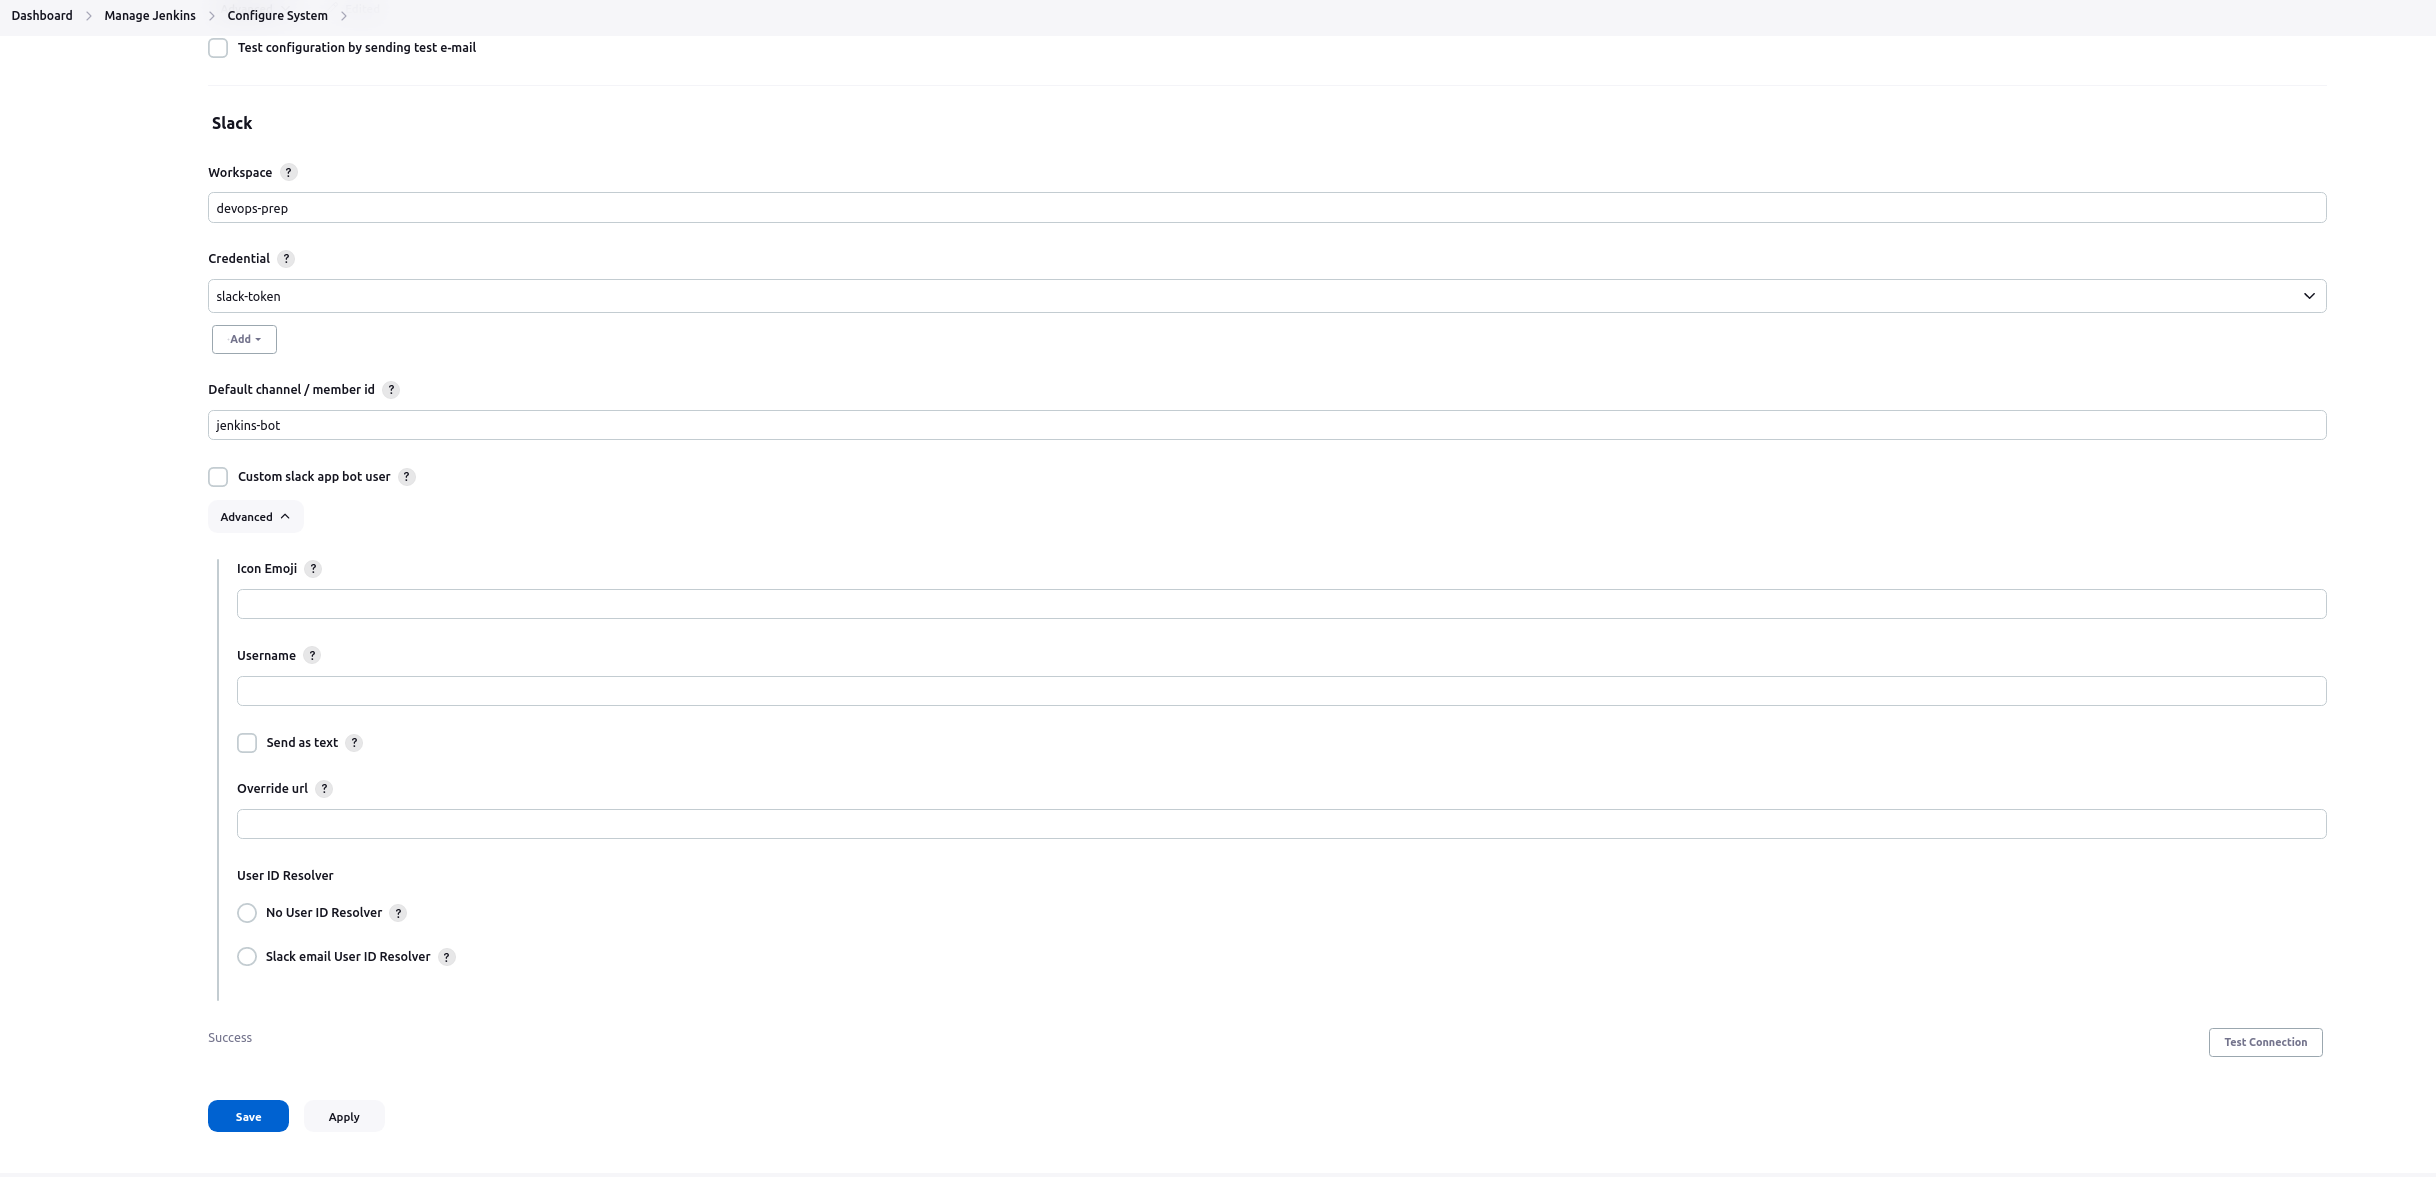 Dashboard > Manage Jenkins > Configure System >
Test configuration by sending test e-mail
Slack
Workspace ?
devops-prep
Credential ?
slack-token
Add
Default channel / member id ?
jenkins-bot
Custom slack app bot user ?
Advanced
Icon Emoji ?
Username ?
Send as text ?
Override url ?
User ID Resolver
No User ID Resolver ?
Slack email User ID Resolver ?
Success
Test Connection
Save Apply